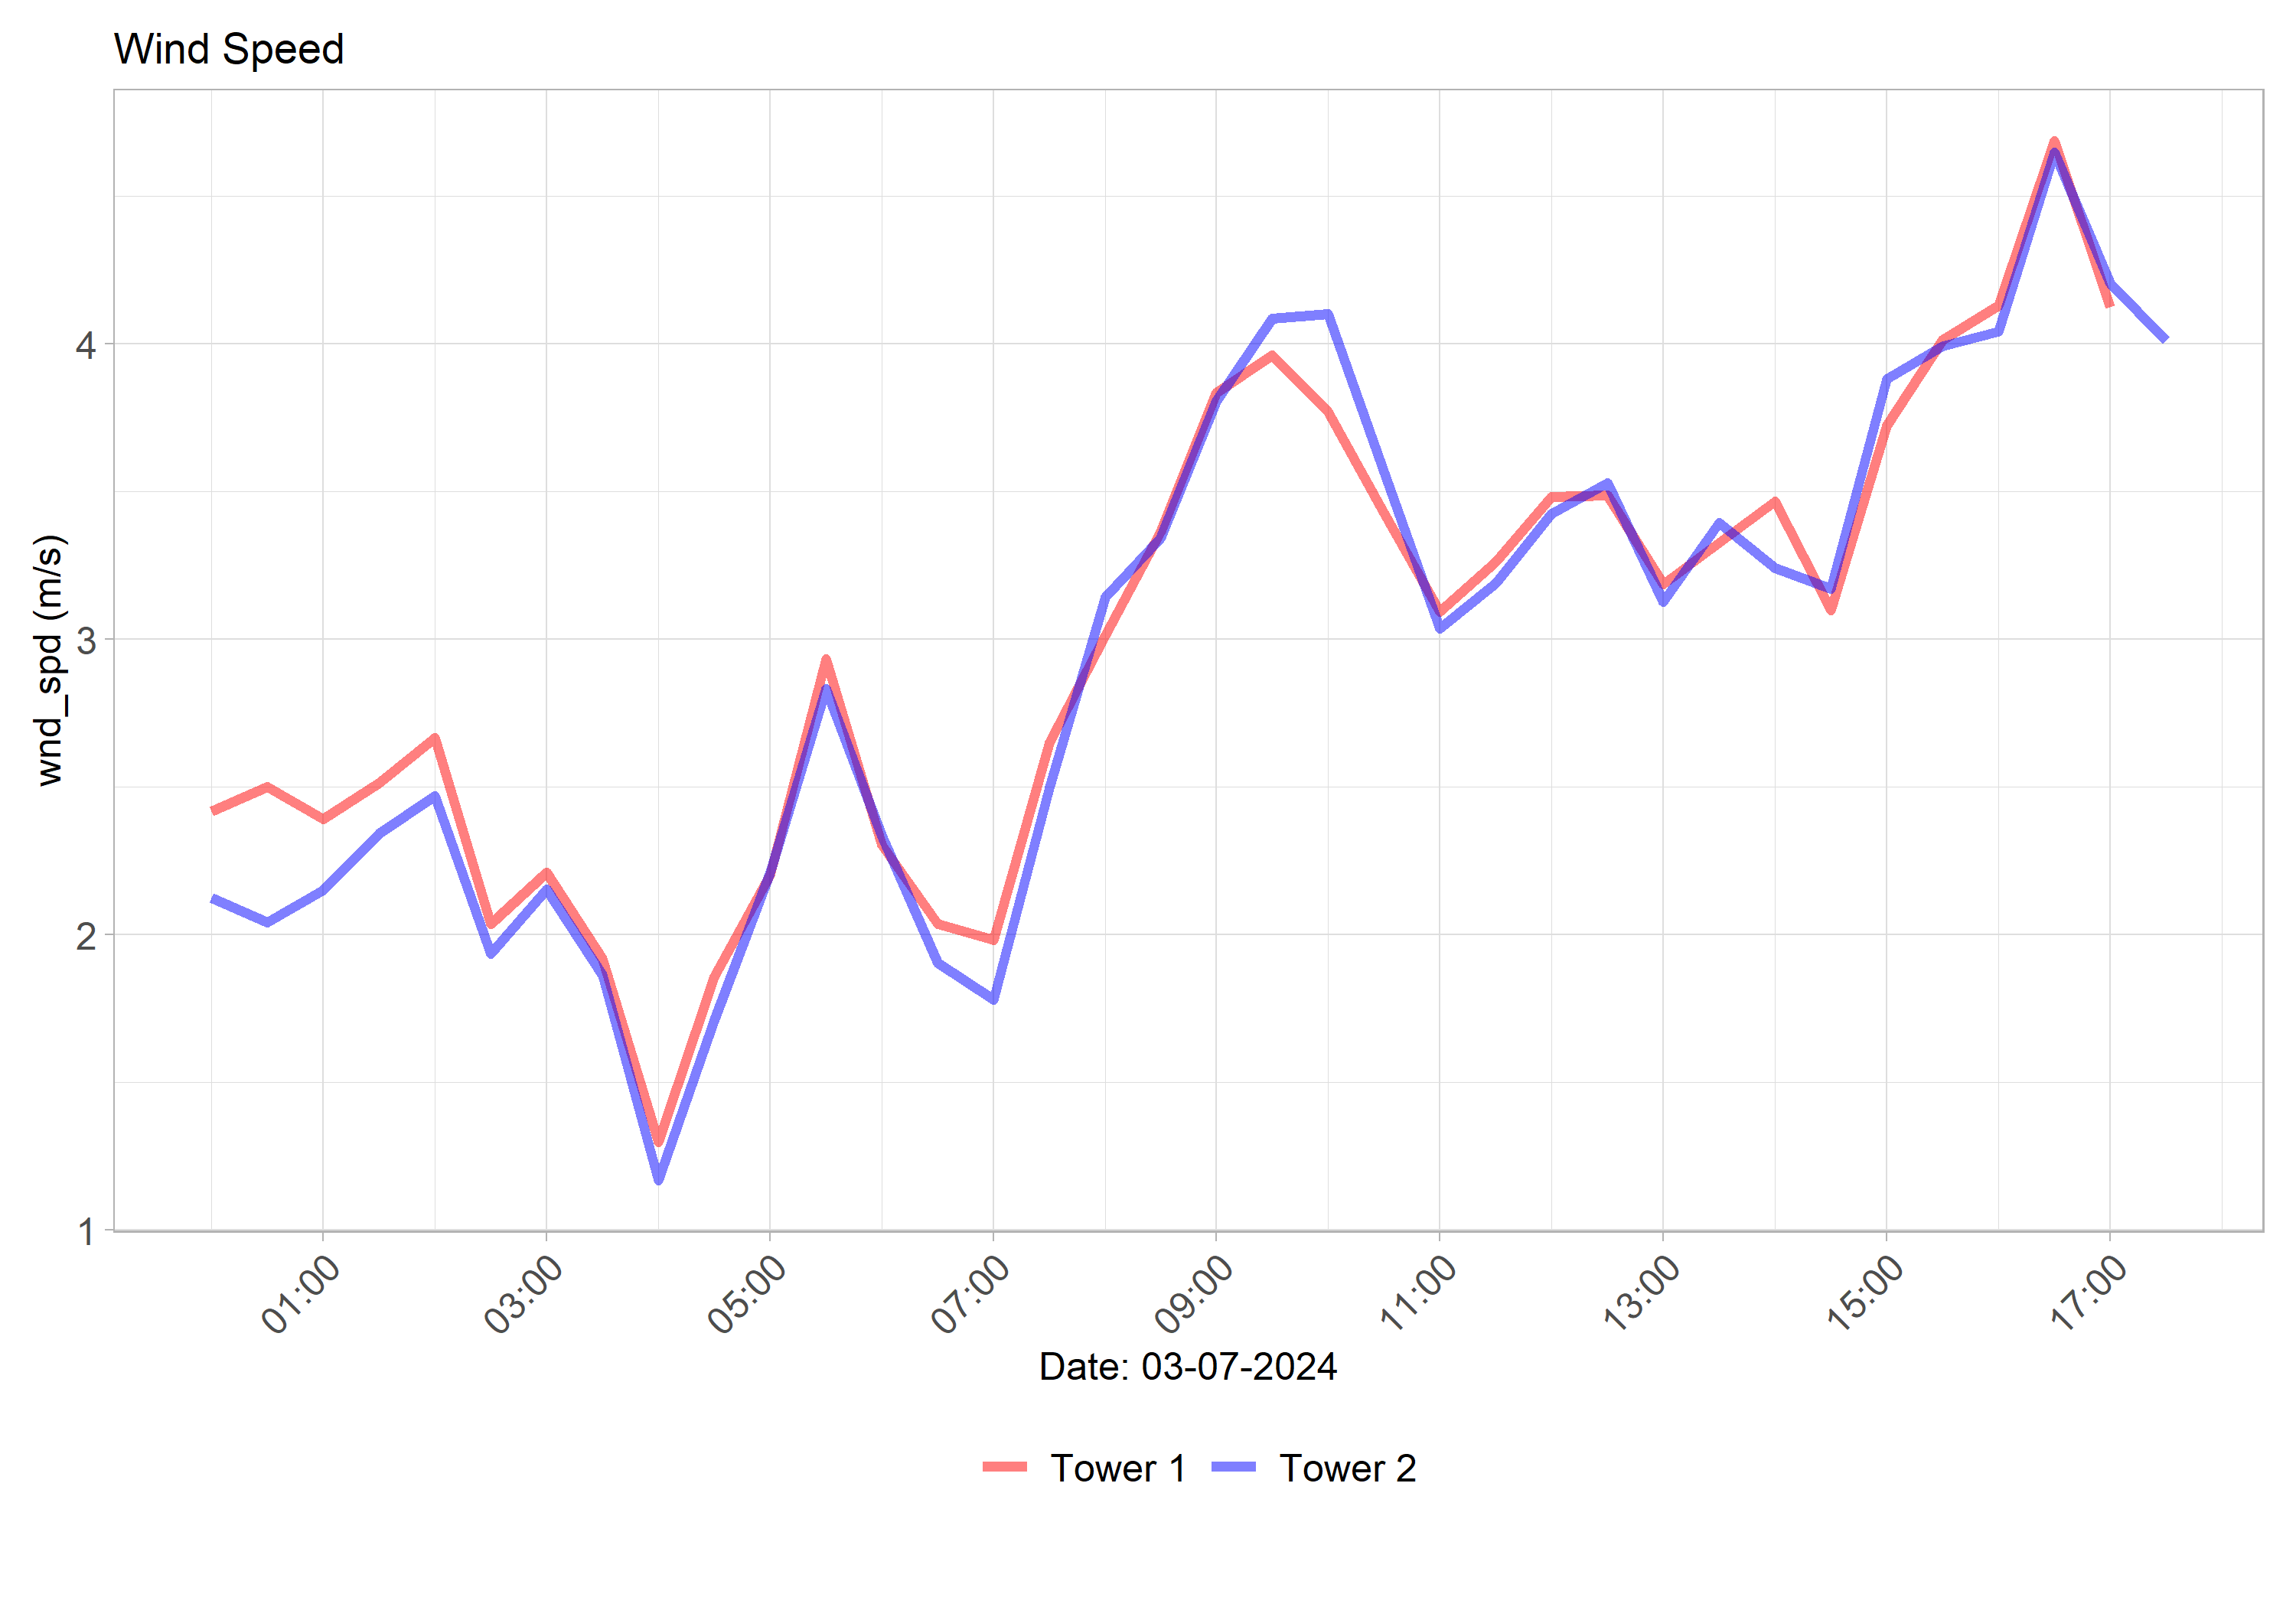 Wind Speed
wnd_spd (m/s)
4
3
2
1
01:00 03:00 05:00 07:00 09:00 11:00 13:00 15:00 17:00
Date: 03-07-2024
Tower 1 Tower 2